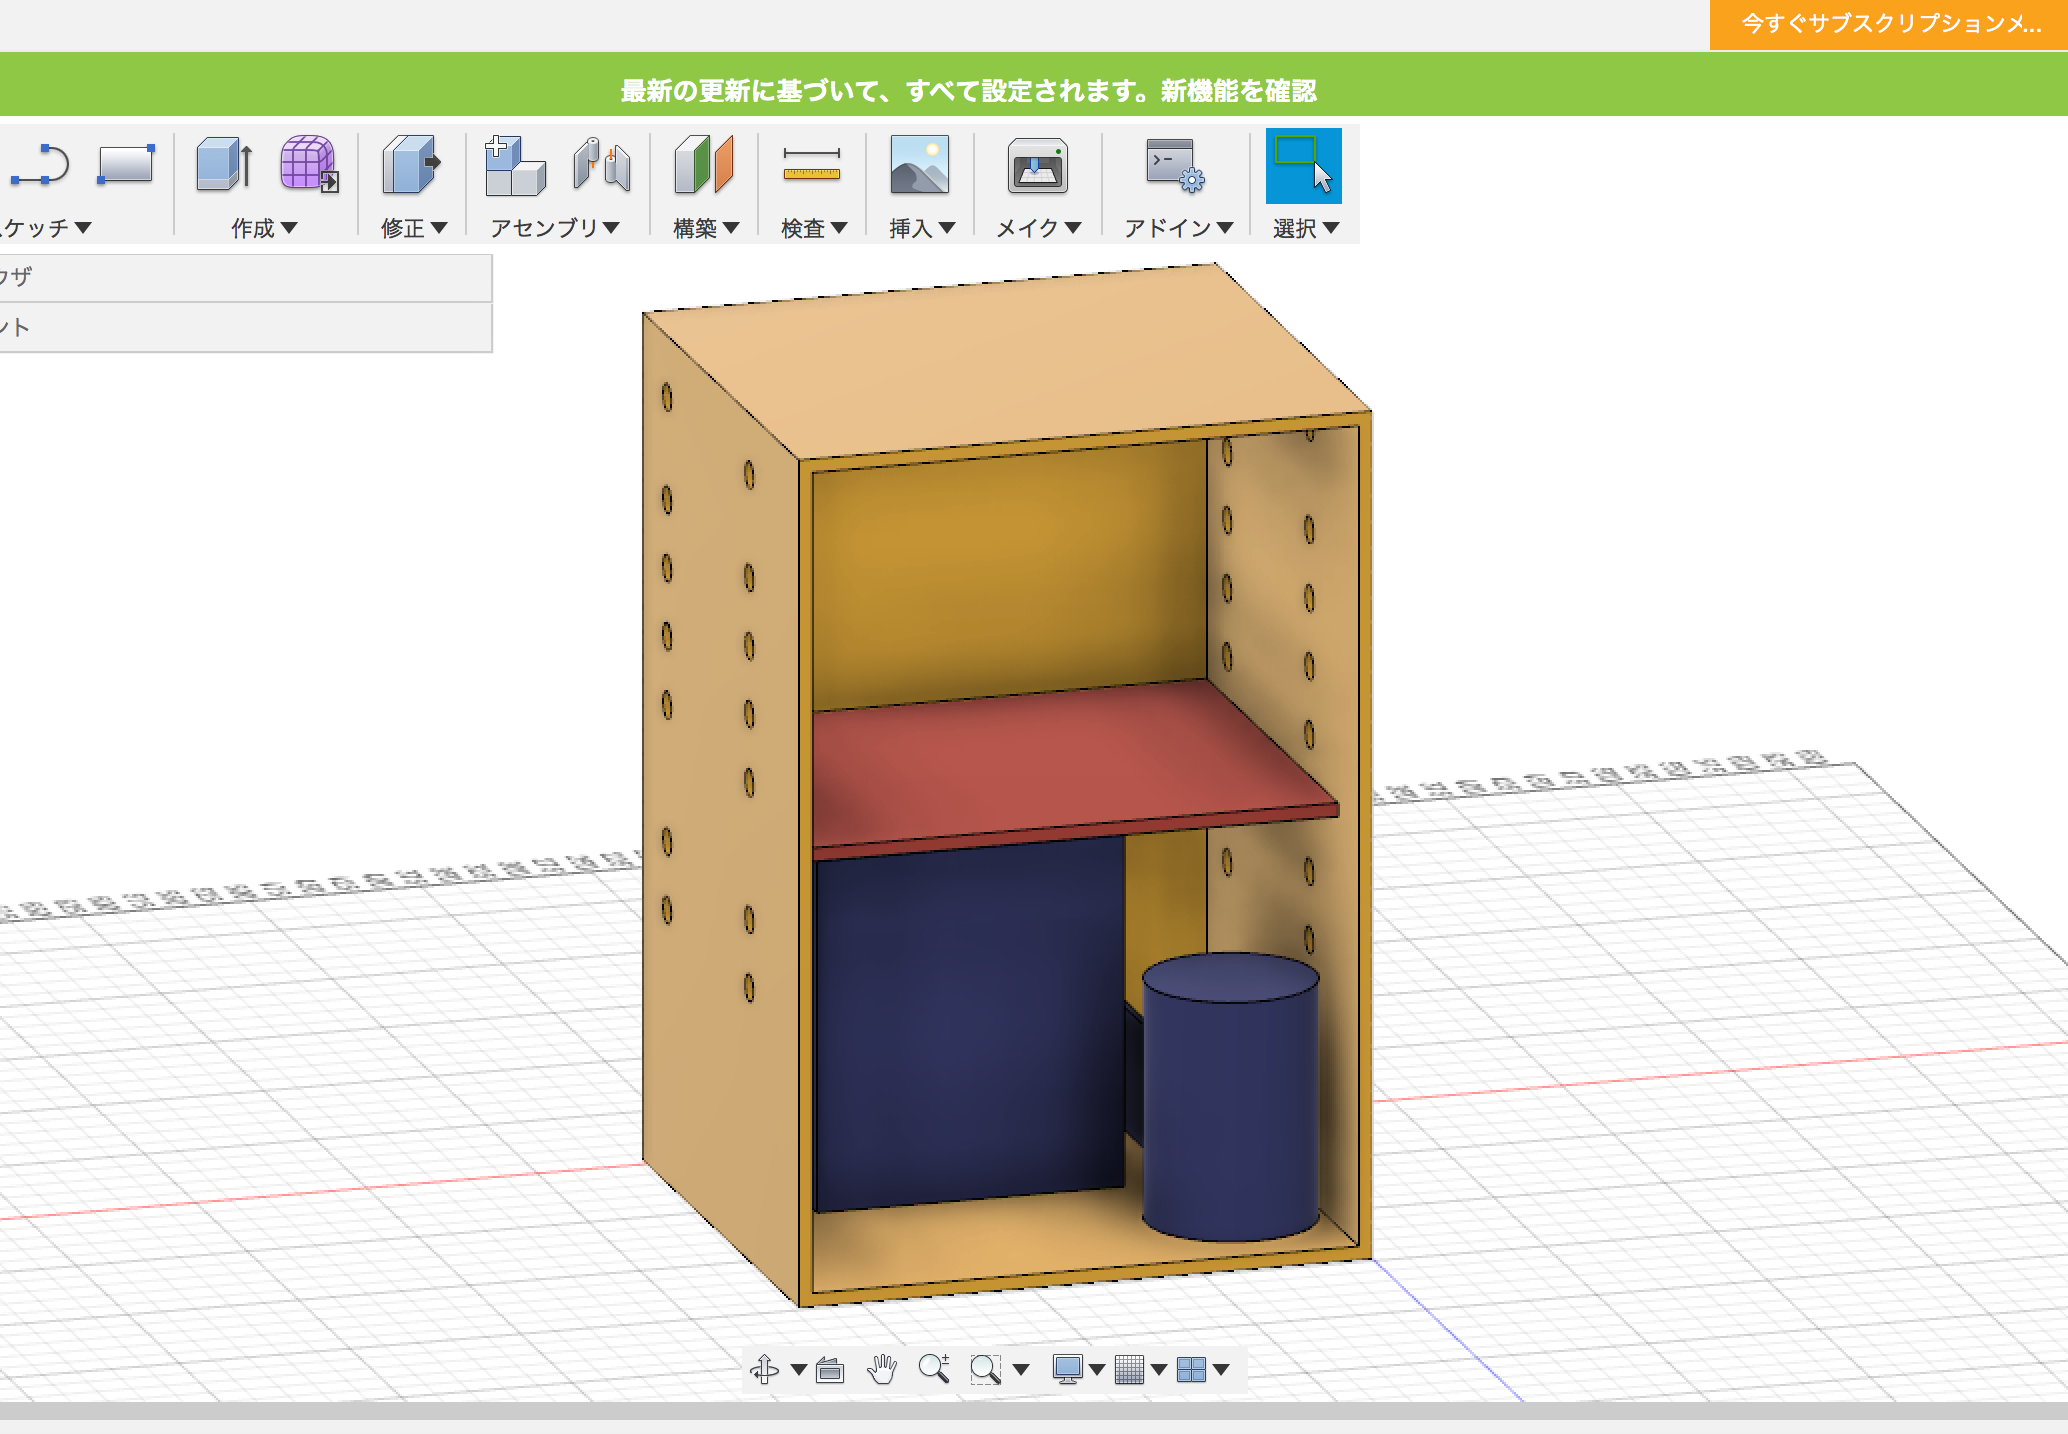 今すぐサブスクリプションメ...
最新の更新に基づいて、すべて設定されます。新機能を確認
ケッチ▼
作成▼
修正▼
アセンブリ▼
構築▼
検査▼
挿入▼
メイク▼
アドイン▼
選択▼
ウザ
ント